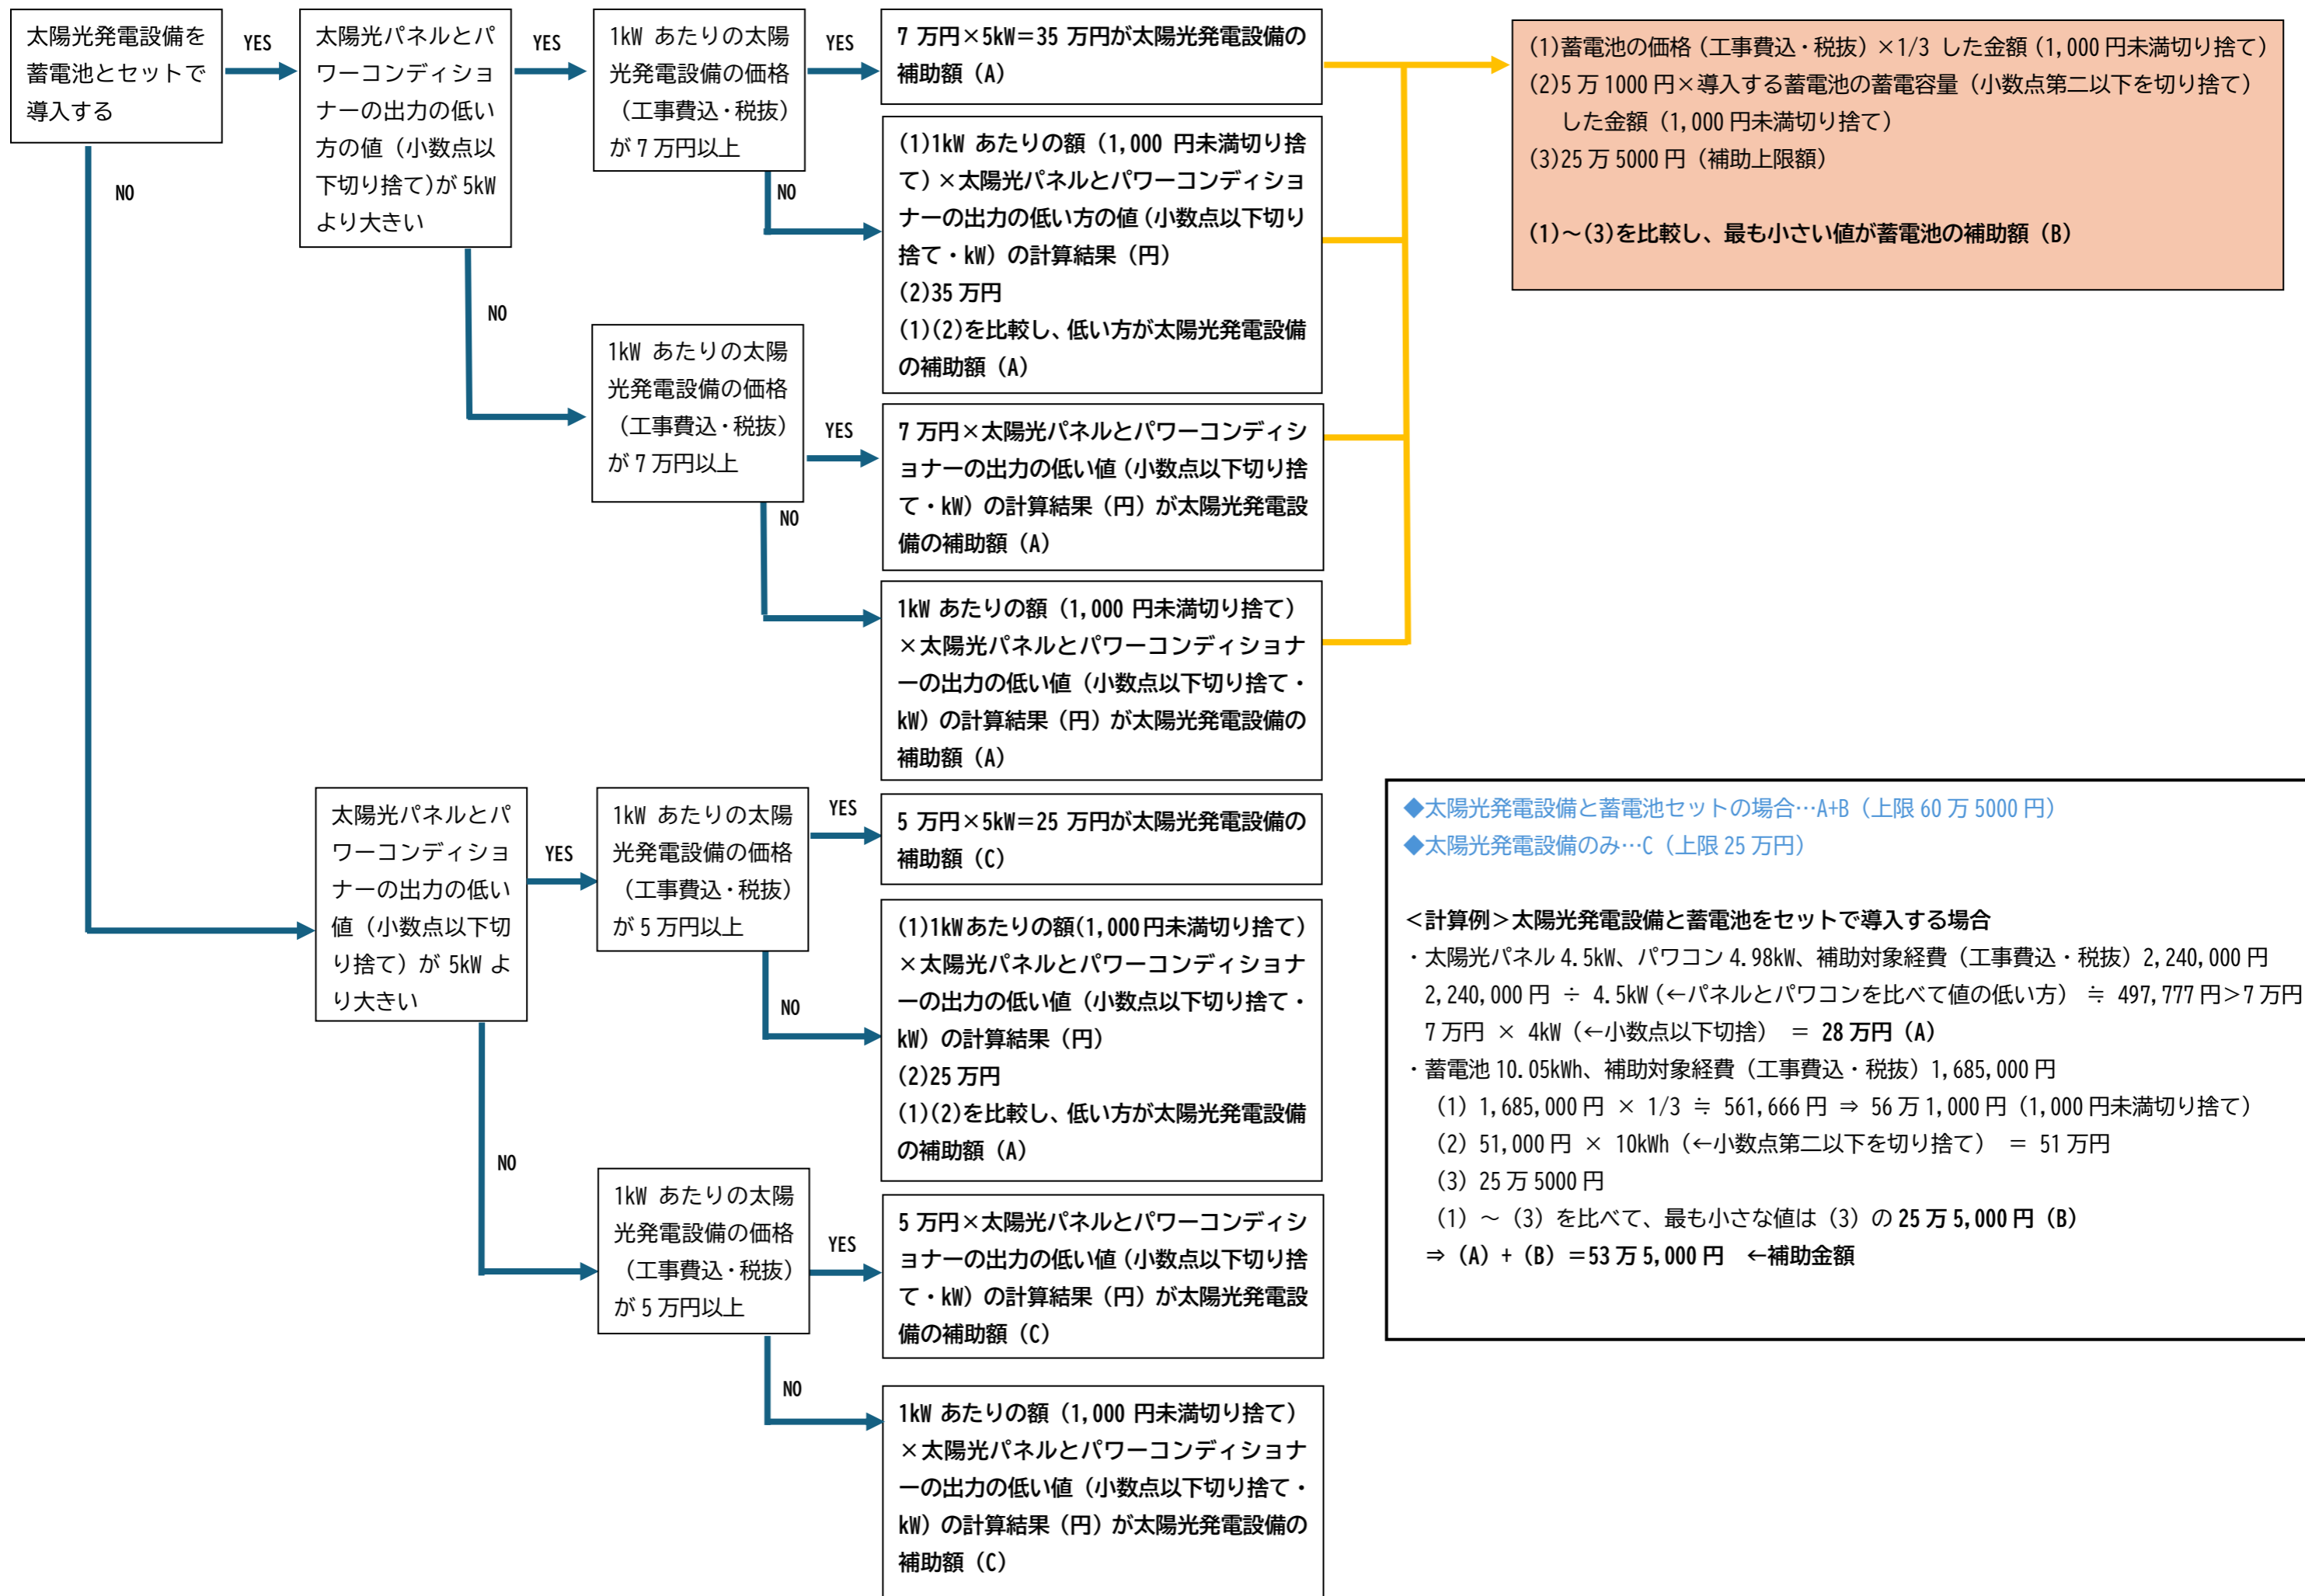 太陽光発電設備を
蓄電池とセットで
導入する
YES
NO
太陽光パネルとパ
ワーコンディショ
ナーの出力の低い
方の値（小数点以
下切り捨て)が 5kW
より大きい
YES
NO
1kW あたりの太陽
光発電設備の価格
（工事費込・税抜）
が 7 万円以上
YES
NO
7 万円×5kW＝35 万円が太陽光発電設備の
補助額（A）
(1)1kW あたりの額（1,000 円未満切り捨
て）×太陽光パネルとパワーコンディショ
ナーの出力の低い方の値（小数点以下切り
捨て・kW）の計算結果（円）
(2)35 万円
(1)(2)を比較し、低い方が太陽光発電設備
の補助額（A）
1kW あたりの太陽
光発電設備の価格
（工事費込・税抜）
が 7 万円以上
YES
NO
7 万円×太陽光パネルとパワーコンディシ
ョナーの出力の低い値（小数点以下切り捨
て・kW）の計算結果（円）が太陽光発電設
備の補助額（A）
1kW あたりの額（1,000 円未満切り捨て）
×太陽光パネルとパワーコンディショナ
ーの出力の低い値（小数点以下切り捨て・
kW）の計算結果（円）が太陽光発電設備の
補助額（A）
(1)蓄電池の価格（工事費込・税抜）×1/3 した金額（1,000 円未満切り捨て）
(2)5 万 1000 円×導入する蓄電池の蓄電容量（小数点第二以下を切り捨て）
した金額（1,000 円未満切り捨て）
(3)25 万 5000 円（補助上限額）
(1)～(3)を比較し、最も小さい値が蓄電池の補助額（B）
太陽光パネルとパ
ワーコンディショ
ナーの出力の低い
値（小数点以下切
り捨て）が 5kW よ
り大きい
YES
NO
1kW あたりの太陽
光発電設備の価格
（工事費込・税抜）
が 5 万円以上
YES
NO
5 万円×5kW＝25 万円が太陽光発電設備の
補助額（C）
(1)1kWあたりの額(1,000円未満切り捨て）
×太陽光パネルとパワーコンディショナ
ーの出力の低い値（小数点以下切り捨て・
kW）の計算結果（円）
(2)25 万円
(1)(2)を比較し、低い方が太陽光発電設備
の補助額（A）
1kW あたりの太陽
光発電設備の価格
（工事費込・税抜）
が 5 万円以上
YES
NO
5 万円×太陽光パネルとパワーコンディシ
ョナーの出力の低い値（小数点以下切り捨
て・kW）の計算結果（円）が太陽光発電設
備の補助額（C）
1kW あたりの額（1,000 円未満切り捨て）
×太陽光パネルとパワーコンディショナ
ーの出力の低い値（小数点以下切り捨て・
kW）の計算結果（円）が太陽光発電設備の
補助額（C）
◆太陽光発電設備と蓄電池セットの場合…A+B（上限 60 万 5000 円）
◆太陽光発電設備のみ…C（上限 25 万円）
＜計算例＞太陽光発電設備と蓄電池をセットで導入する場合
・太陽光パネル 4.5kW、パワコン 4.98kW、補助対象経費（工事費込・税抜）2,240,000 円
2,240,000 円 ÷ 4.5kW（←パネルとパワコンを比べて値の低い方） ≒ 497,777 円＞7 万円
7 万円 × 4kW（←小数点以下切捨） ＝ 28 万円（A）
・蓄電池 10.05kWh、補助対象経費（工事費込・税抜）1,685,000 円
(1) 1,685,000 円 × 1/3 ≒ 561,666 円 ⇒ 56 万 1,000 円（1,000 円未満切り捨て）
(2) 51,000 円 × 10kWh（←小数点第二以下を切り捨て） ＝ 51 万円
(3) 25 万 5000 円
(1) ～ (3) を比べて、最も小さな値は（3）の 25 万 5,000 円（B）
⇒（A）+（B）＝53 万 5,000 円 ←補助金額